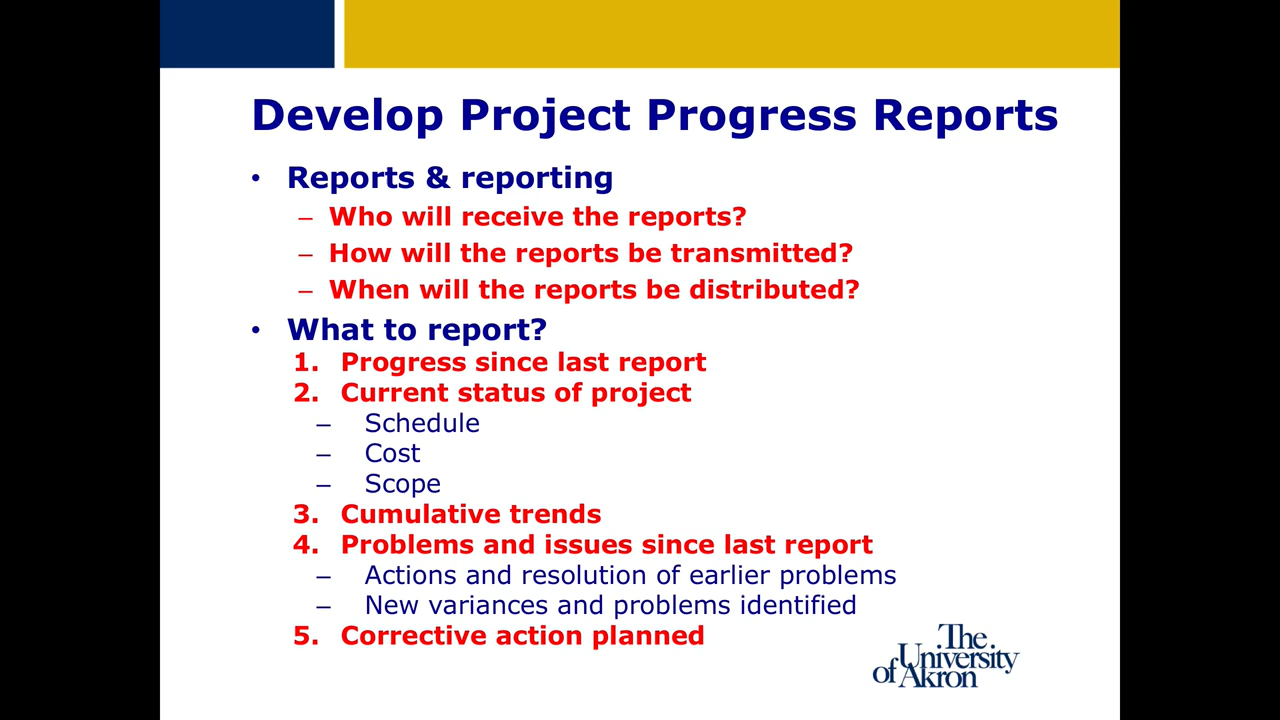 Develop Project Progress Reports
• Reports & reporting
– Who will receive the reports?
– How will the reports be transmitted?
– When will the reports be distributed?
• What to report?
1. Progress since last report
2. Current status of project
– Schedule
– Cost
– Scope
3. Cumulative trends
4. Problems and issues since last report
– Actions and resolution of earlier problems
– New variances and problems identified
5. Corrective action planned
The
University
of Akron